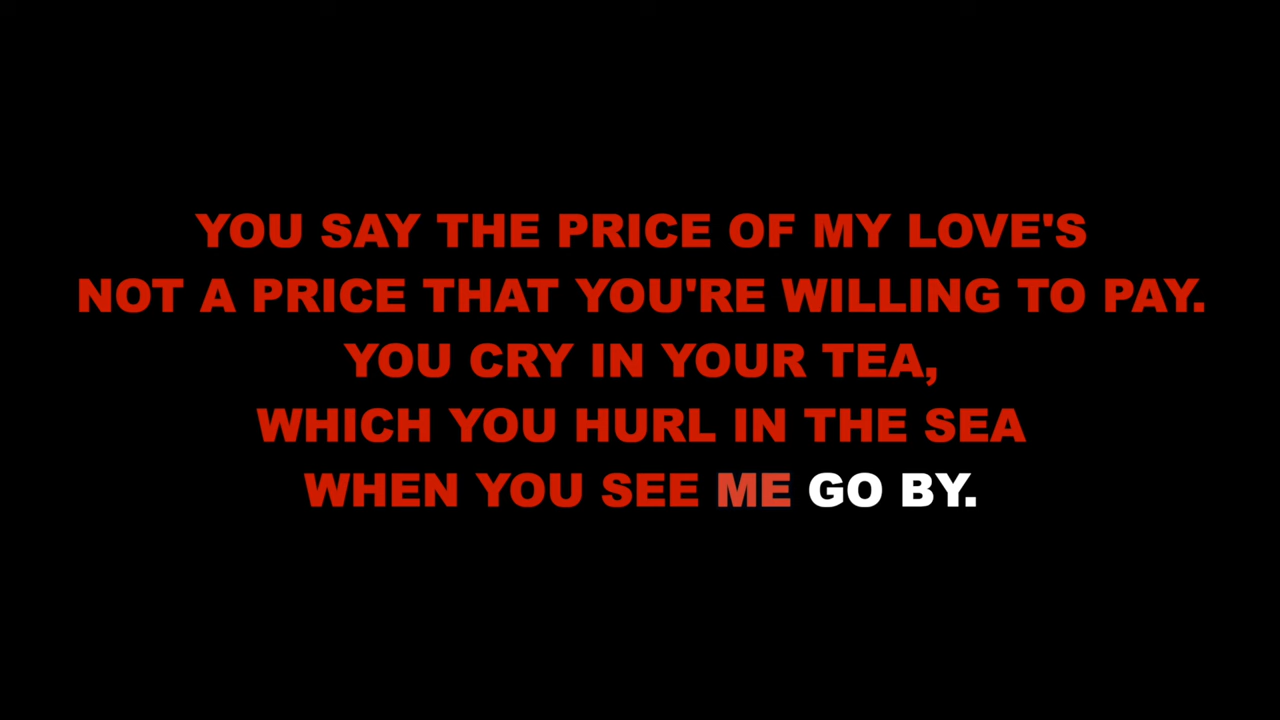 YOU SAY THE PRICE OF MY LOVE'S
NOT A PRICE THAT YOU'RE WILLING TO PAY.
YOU CRY IN YOUR TEA,
WHICH YOU HURL IN THE SEA
WHEN YOU SEE ME GO BY.